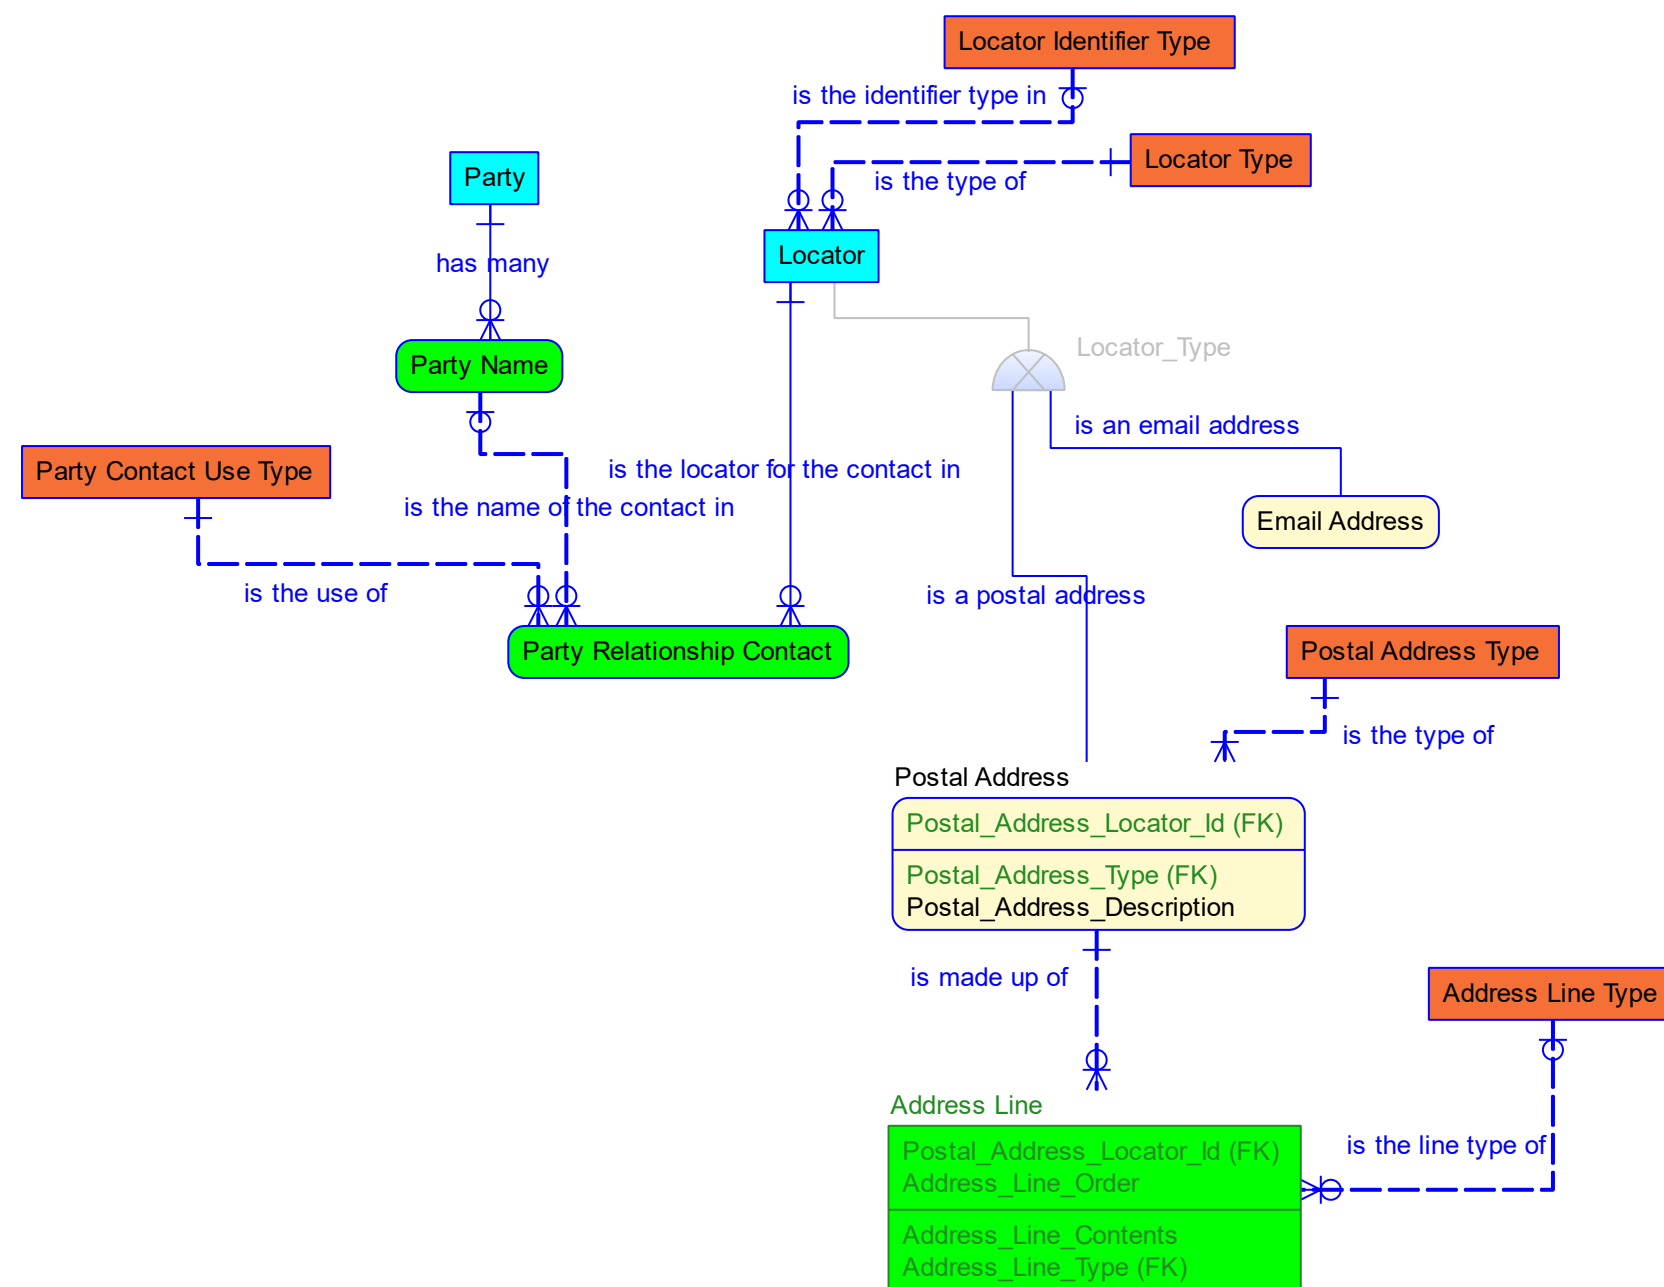 Locator Identifier Type
is the identifier type in
Locator Type
is the type of
Party
has many
Locator
Locator_Type
Party Name
is an email address
Party Contact Use Type
is the locator for the contact in
is the name of the contact in
Email Address
is the use of
is a postal address
Party Relationship Contact
Postal Address Type
is the type of
Postal Address
Postal_Address_Locator_Id (FK)
Postal_Address_Type (FK)
Postal_Address_Description
is made up of
Address Line Type
Address Line
Postal_Address_Locator_Id (FK)
Address_Line_Order
is the line type of
Address_Line_Contents
Address_Line_Type (FK)